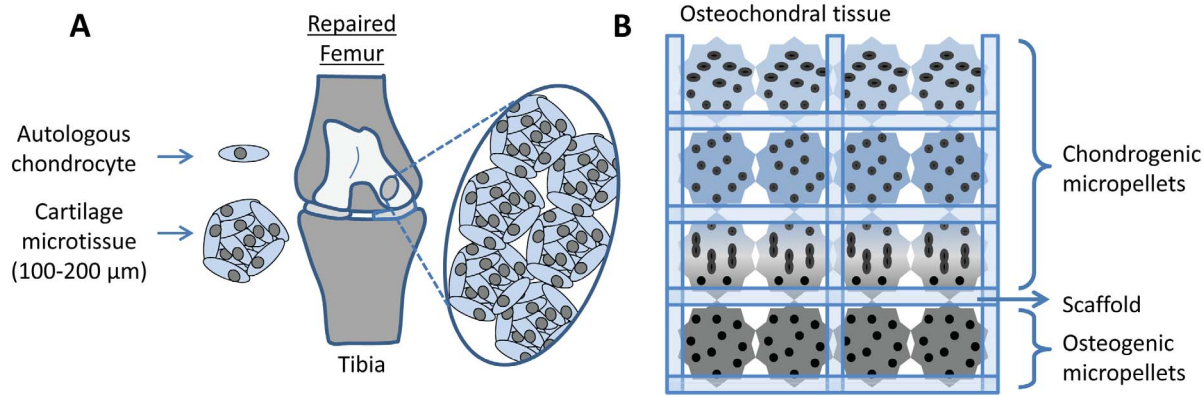 A
Repaired
Femur
Autologous
chondrocyte
Cartilage
microtissue
(100-200 µm)
Tibia
B
Osteochondral tissue
Chondrogenic
micropellets
Scaffold
Osteogenic
micropellets